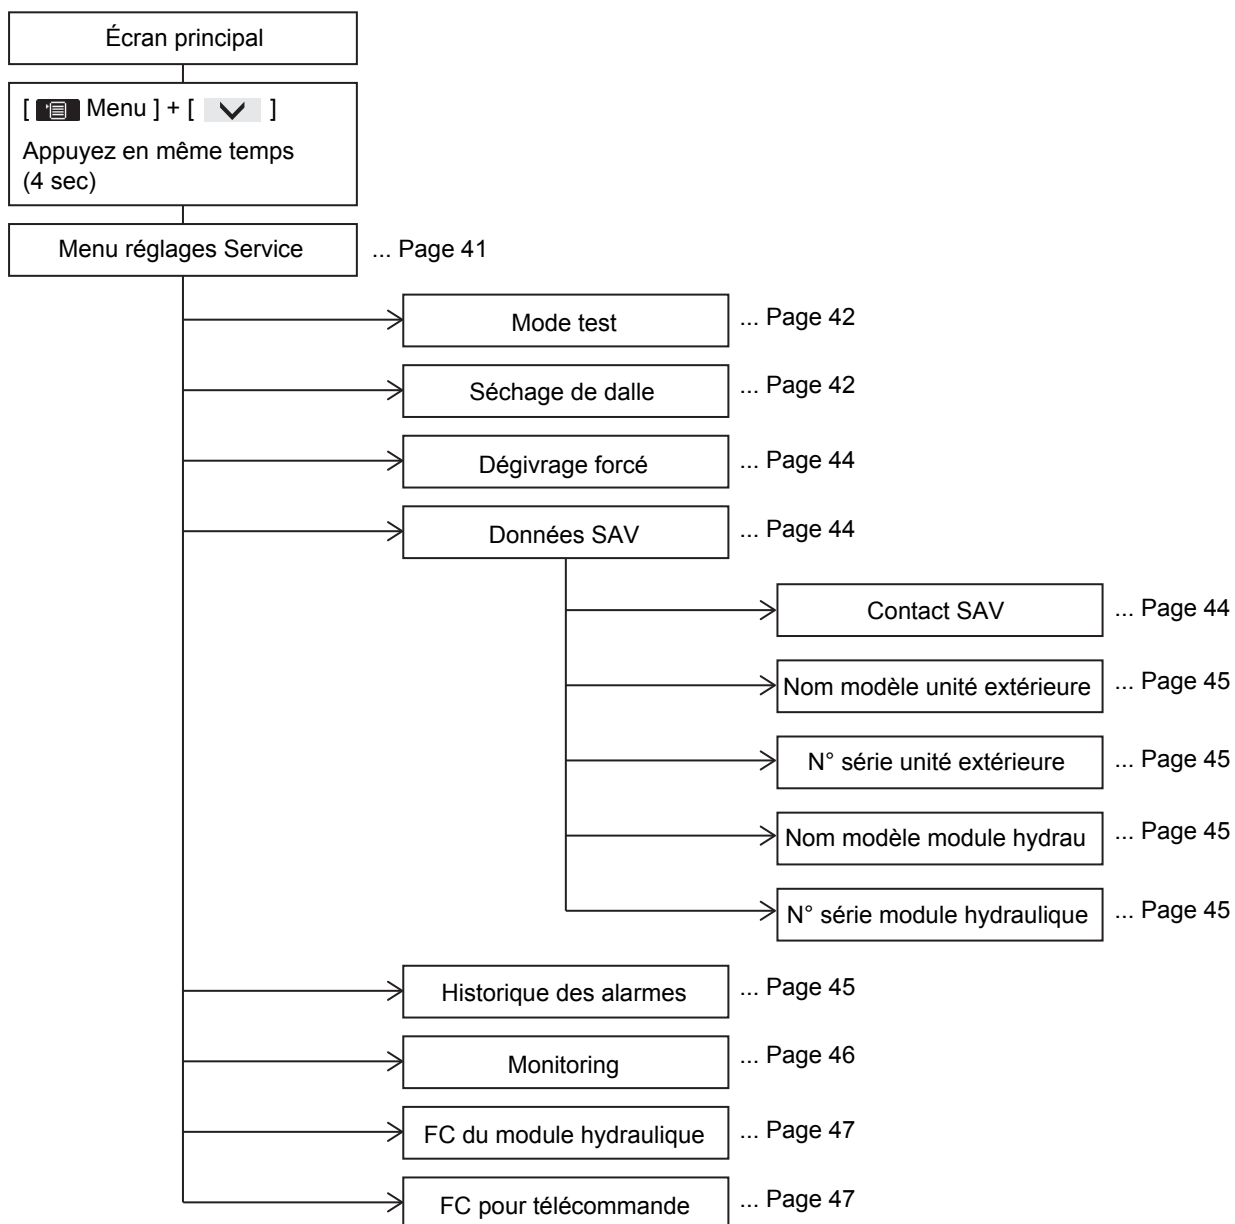 Écran principal
[ Menu ] + [ ]
Appuyez en même temps
(4 sec)
Menu réglages Service ... Page 41
Mode test ... Page 42
Séchage de dalle ... Page 42
Dégivrage forcé ... Page 44
Données SAV ... Page 44
Contact SAV ... Page 44
Nom modèle unité extérieure ... Page 45
N° série unité extérieure ... Page 45
Nom modèle module hydrau ... Page 45
N° série module hydraulique ... Page 45
Historique des alarmes ... Page 45
Monitoring ... Page 46
FC du module hydraulique ... Page 47
FC pour télécommande ... Page 47